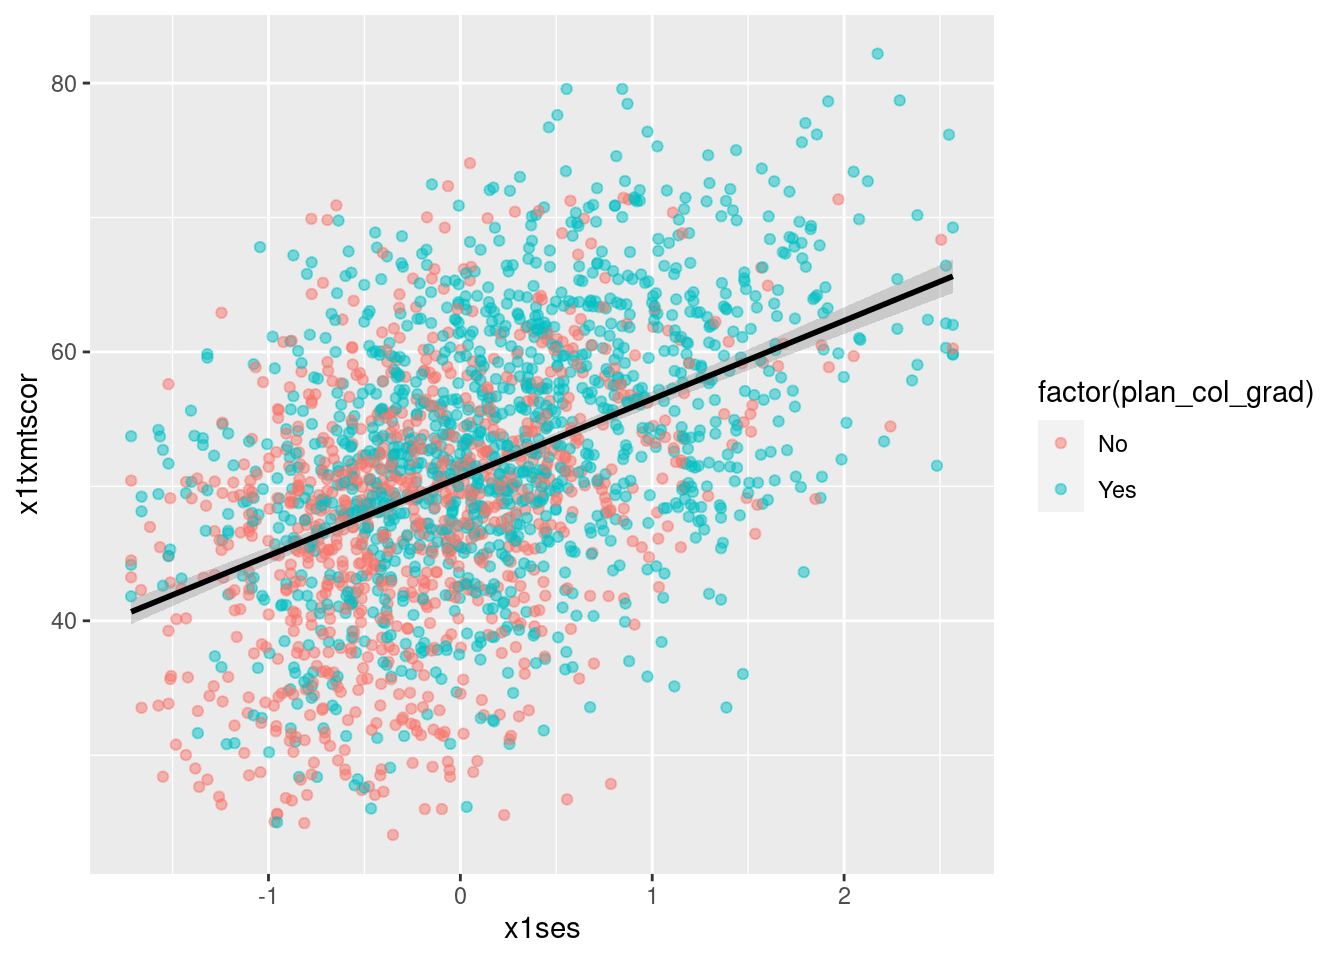 80
60
40
x1txmtscor
-1
0
1
2
x1ses
factor(plan_col_grad)
No
Yes